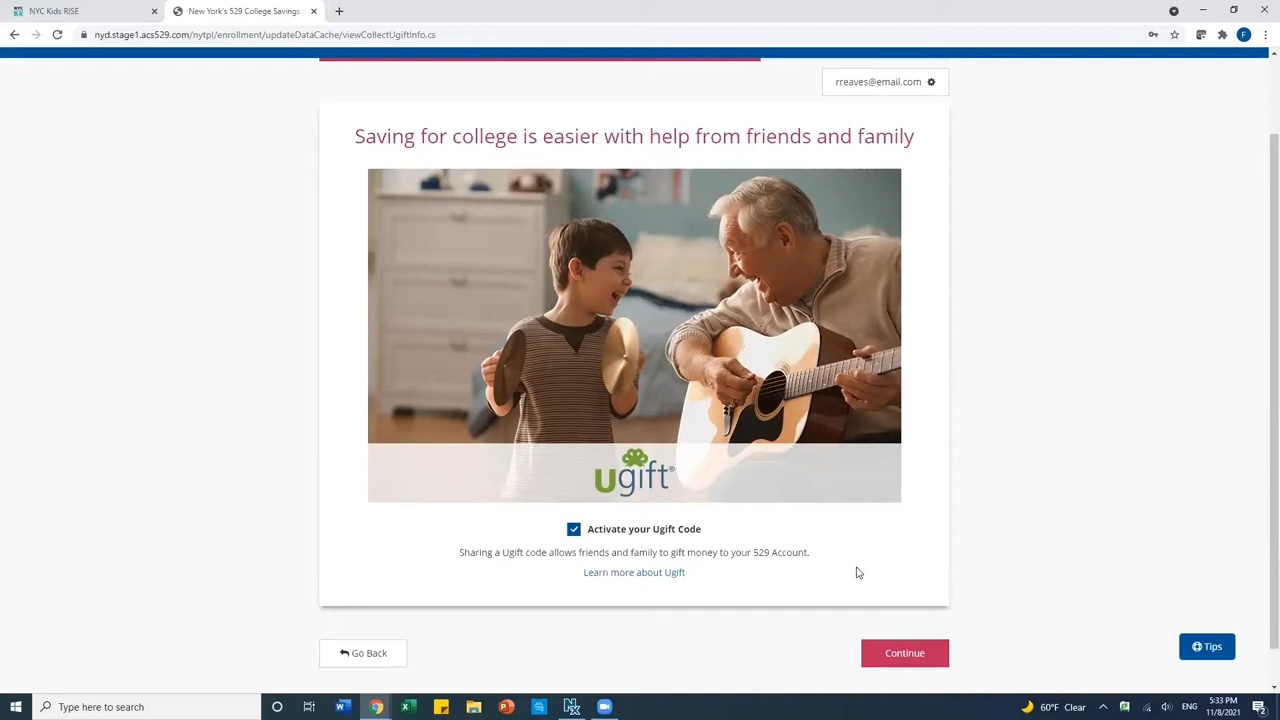 NYC Kids RISE
New York's 529 College Savings
nyd.stage1.acs529.com/nytpl/enrollment/updateDataCache/viewCollectUgiftInfo.cs
F
rreaves@email.com
Saving for college is easier with help from friends and family
ugift®
Activate your Ugift Code
Sharing a Ugift code allows friends and family to gift money to your 529 Account.
Learn more about Ugift
Go Back
Continue
Tips
Type here to search
60°F Clear
5:33 PM
11/8/2021
2